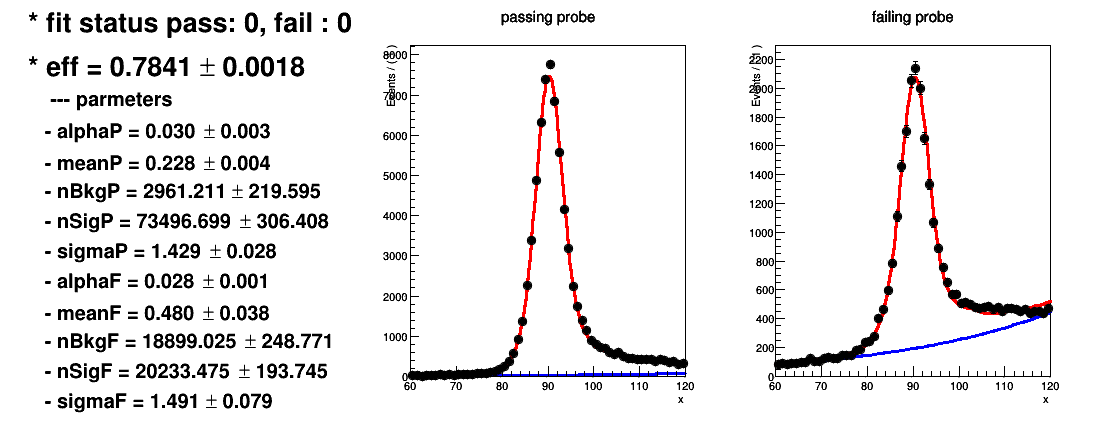 * fit status pass: 0, fail : 0
* eff = 0.7841 ± 0.0018
--- parmeters
- alphaP = 0.030 ± 0.003
- meanP = 0.228 ± 0.004
- nBkgP = 2961.211 ± 219.595
- nSigP = 73496.699 ± 306.408
- sigmaP = 1.429 ± 0.028
- alphaF = 0.028 ± 0.001
- meanF = 0.480 ± 0.038
- nBkgF = 18899.025 ± 248.771
- nSigF = 20233.475 ± 193.745
- sigmaF = 1.491 ± 0.079
passing probe
Events / ( 1 )
8000
7000
6000
5000
4000
3000
2000
1000
0
60 70 80 90 100 110 120
x
failing probe
Events / ( 1 )
2200
2000
1800
1600
1400
1200
1000
800
600
400
200
0
60 70 80 90 100 110 120
x